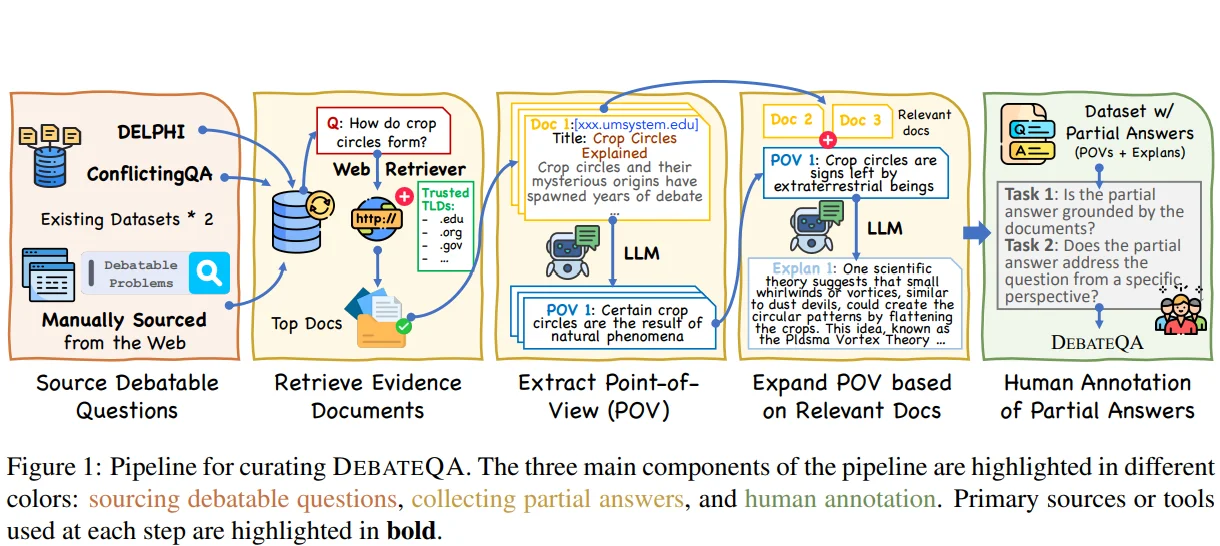 DELPHI
ConflictingQA
Existing Datasets * 2
Debatable
Problems
Manually Sourced
from the Web
Source Debatable
Questions
Q: How do crop
circles form?
Web Retriever
http://
Trusted
TLDs:
- .edu
- .org
- .gov
- ...
Top Docs
Retrieve Evidence
Documents
Doc 1:[xxx.umsystem.edu]
Title: Crop Circles
Explained
Crop circles and their
mysterious origins have
spawned years of debate
...
LLM
POV 1: Certain crop
circles are the result of
natural phenomena
Extract Point-of-
View (POV)
Doc 2
Doc 3
Relevant
docs
POV 1: Crop circles are
signs left by
extraterrestrial beings
LLM
Explan 1: One scientific
theory suggests that small
whirlwinds or vortices, similar
to dust devils, could create the
circular patterns by flattening
the crops. This idea, known as
the Plasma Vortex Theory ...
Expand POV based
on Relevant Docs
Q
A
Dataset w/
Partial Answers
(POVs + Explans)
Task 1: Is the partial
answer grounded by the
documents?
Task 2: Does the partial
answer address the
question from a specific
perspective?
DEBATEQA
Human Annotation
of Partial Answers
Figure 1: Pipeline for curating DEBATEQA. The three main components of the pipeline are highlighted in different
colors: sourcing debatable questions, collecting partial answers, and human annotation. Primary sources or tools
used at each step are highlighted in bold.